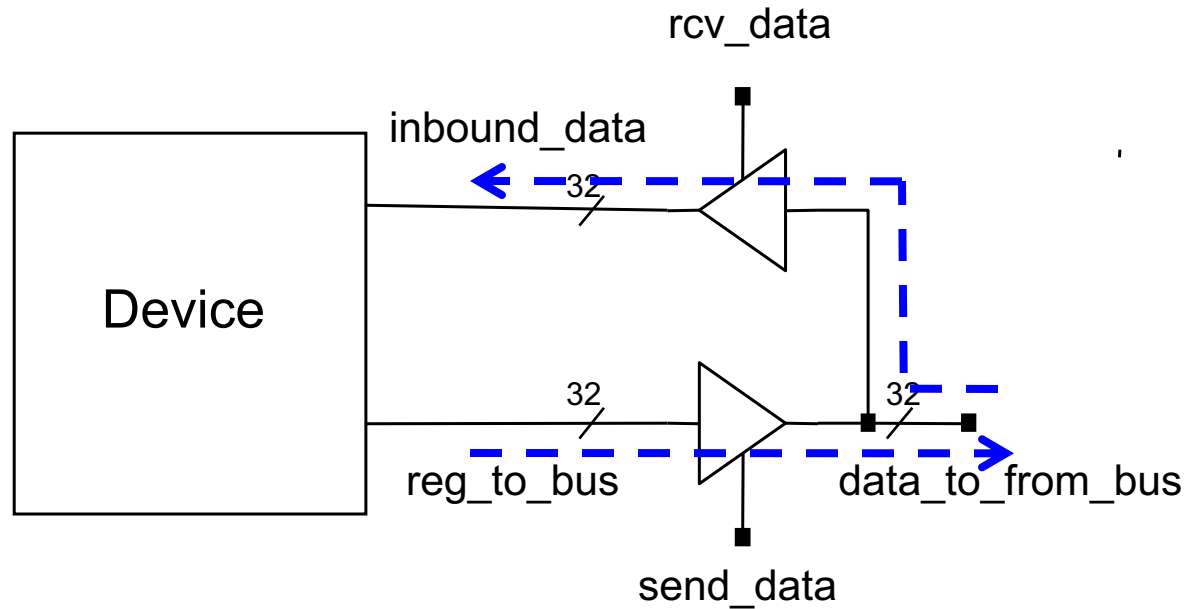 rcv_data
inbound_data
32
Device
32
32
reg_to_bus
data_to_from_bus
send_data